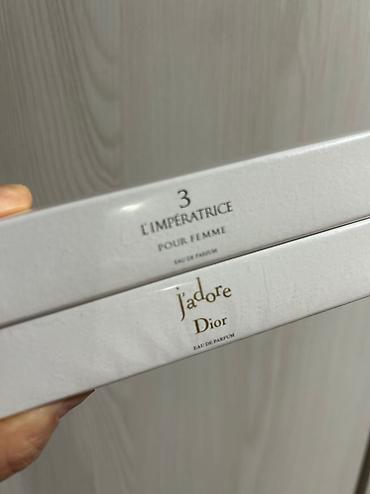 3
L'IMPÉRATRICE
POUR FEMME
EAU DE PARFUM
j'adore
Dior
EAU DE PARFUM